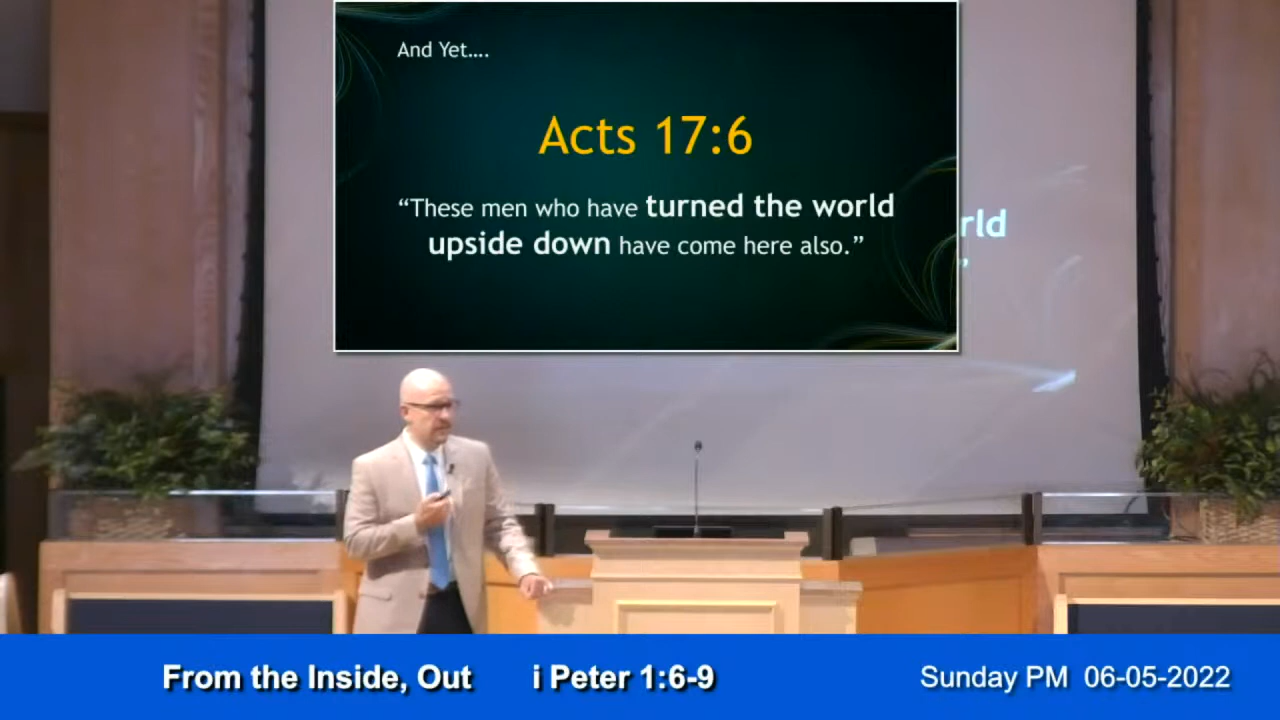 And Yet....
Acts 17:6
“These men who have turned the world
upside down have come here also.”
rld
”
From the Inside, Out i Peter 1:6-9 Sunday PM 06-05-2022